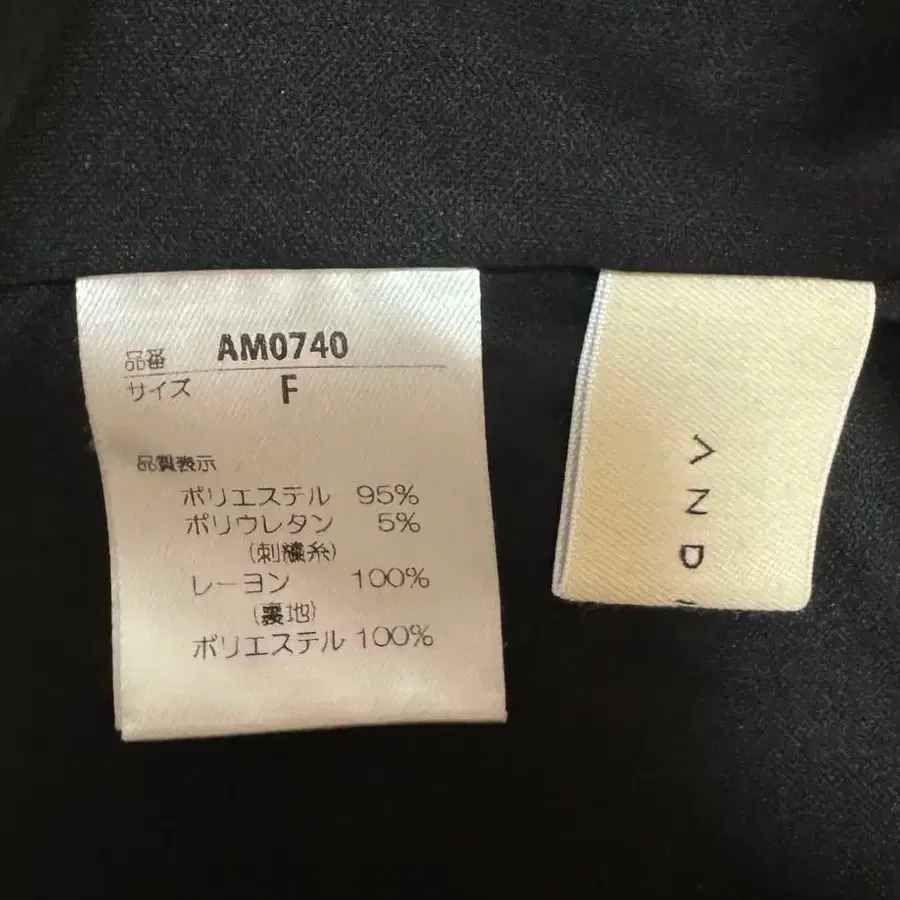 品番 AM0740
サイズ F
品質表示
ポリエステル 95%
ポリウレタン 5%
(刺繍糸)
レーヨン 100%
(裏地)
ポリエステル 100%
ΛND